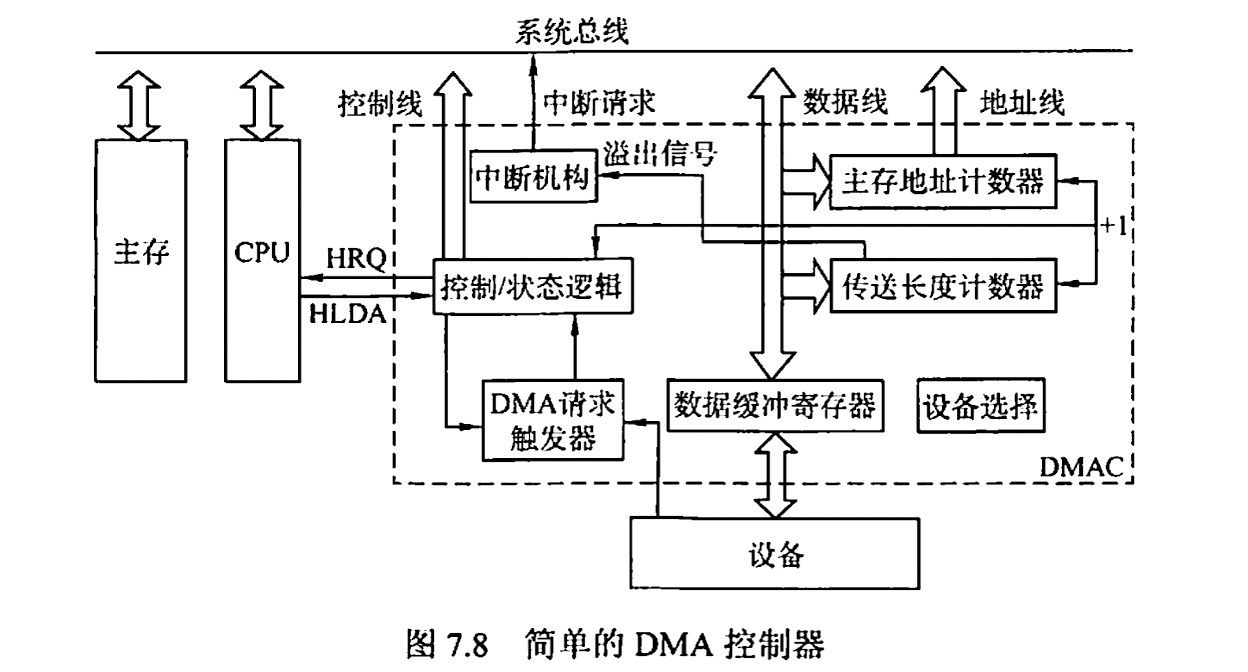 系统总线
控制线
中断请求
数据线
地址线
溢出信号
中断机构
主存地址计数器
+1
主存
CPU
HRQ
HLDA
控制/状态逻辑
传送长度计数器
DMA请求
触发器
数据缓冲寄存器
设备选择
DMAC
设备
图 7.8 简单的 DMA 控制器